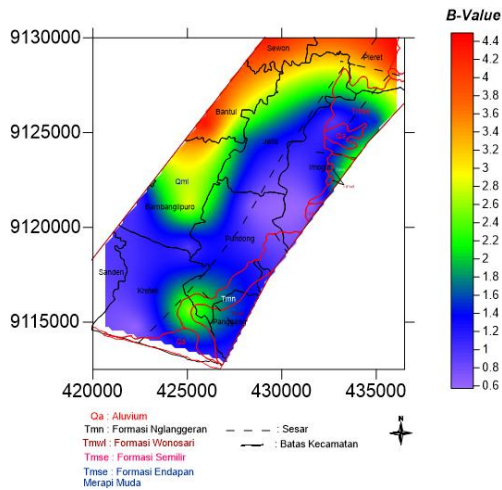 B-Value
9130000
9125000
9120000
9115000
420000 425000 430000 435000
4.4
4.2
4
3.8
3.6
3.4
3.2
3
2.8
2.6
2.4
2.2
2
1.8
1.6
1.4
1.2
1
0.8
0.6
Sewon
Pleret
Bantul
Jetis
Imogiri
Qmi
Bambanglipuro
Pundong
Sanden
Kretek
Tmn
Qa : Aluvium
Tmn : Formasi Nglanggeran
Tmwl : Formasi Wonosari
Tmse : Formasi Semilir
Tmse : Formasi Endapan
Merapi Muda
: Sesar
: Batas Kecamatan
N